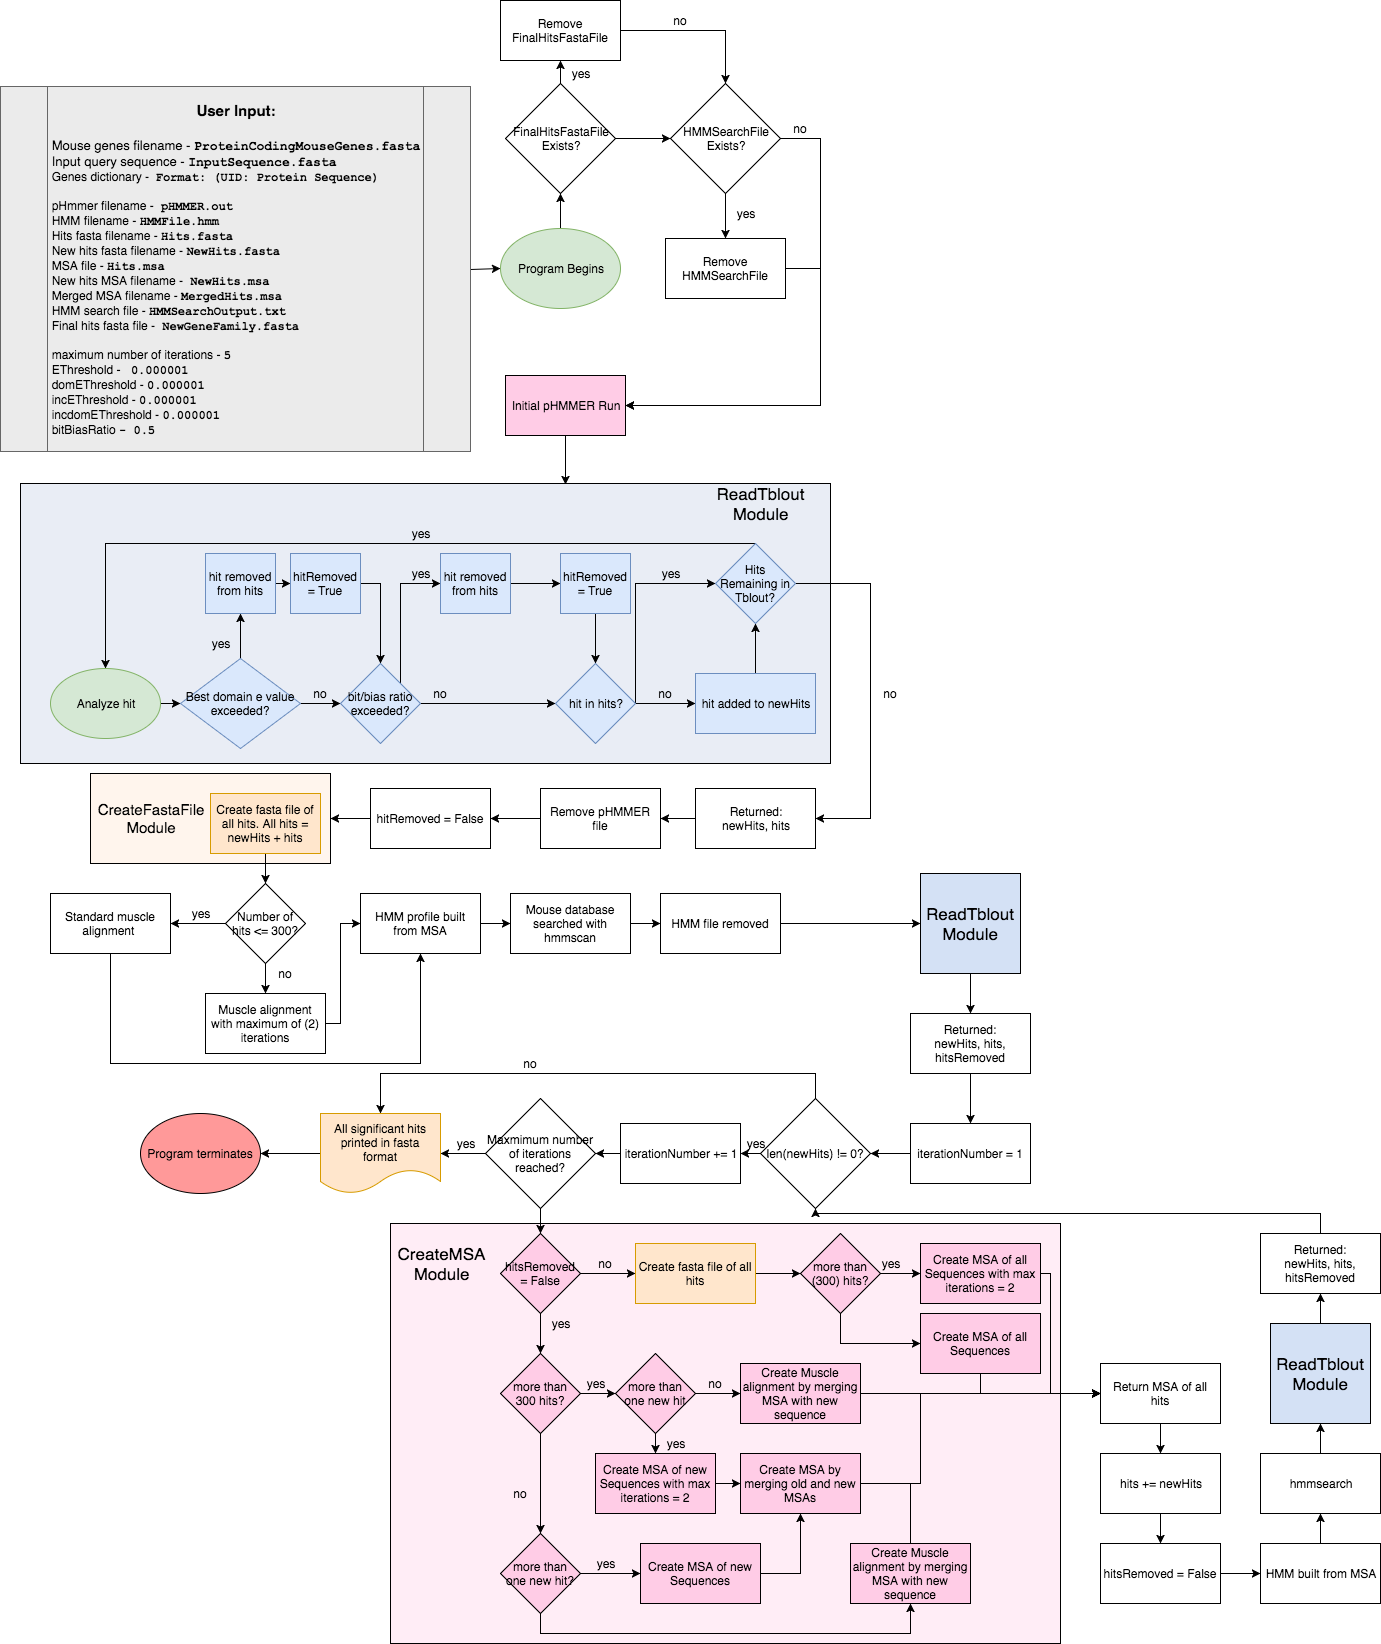 Remove
FinalHitsFastaFile
no
yes
FinalHitsFastaFile
Exists?
HMMSearchFile
Exists?
no
yes
Remove
HMMSearchFile
Program Begins
User Input:
Mouse genes filename - ProteinCodingMouseGenes.fasta
Input query sequence - InputSequence.fasta
Genes dictionary - Format: (UID: Protein Sequence)
pHmmer filename - pHMMER.out
HMM filename - HMMFile.hmm
Hits fasta filename - Hits.fasta
New hits fasta filename - NewHits.fasta
MSA file - Hits.msa
New hits MSA filename - NewHits.msa
Merged MSA filename - MergedHits.msa
HMM search file - HMMSearchOutput.txt
Final hits fasta file - NewGeneFamily.fasta
maximum number of iterations - 5
EThreshold - 0.000001
domEThreshold - 0.000001
incEThreshold - 0.000001
incdomEThreshold - 0.000001
bitBiasRatio - 0.5
Initial pHMMER Run
ReadTblout
Module
yes
hit removed
from hits
hitRemoved
= True
yes
hit removed
from hits
hitRemoved
= True
yes
Hits
Remaining in
Tblout?
yes
Analyze hit
Best domain e value
exceeded?
no
bit/bias ratio
exceeded?
no
hit in hits?
no
hit added to newHits
no
CreateFastaFile
Module
Create fasta file of
all hits. All hits =
newHits + hits
hitRemoved = False
Remove pHMMER
file
Returned:
newHits, hits
Standard muscle
alignment
yes
Number of
hits <= 300?
no
Muscle alignment
with maximum of (2)
iterations
HMM profile built
from MSA
Mouse database
searched with
hmmscan
HMM file removed
ReadTblout
Module
Returned:
newHits, hits,
hitsRemoved
no
Program terminates
All significant hits
printed in fasta
format
yes
Maxmimum number
of iterations
reached?
iterationNumber += 1
yes
len(newHits) != 0?
iterationNumber = 1
CreateMSA
Module
hitsRemoved
= False
no
Create fasta file of all
hits
more than
(300) hits?
yes
Create MSA of all
Sequences with max
iterations = 2
Create MSA of all
Sequences
yes
more than
300 hits?
yes
more than
one new hit
no
Create Muscle
alignment by merging
MSA with new
sequence
yes
Create MSA of new
Sequences with max
iterations = 2
Create MSA by
merging old and new
MSAs
no
more than
one new hit?
yes
Create MSA of new
Sequences
Create Muscle
alignment by merging
MSA with new
sequence
Returned:
newHits, hits,
hitsRemoved
ReadTblout
Module
Return MSA of all
hits
hits += newHits
hmmsearch
hitsRemoved = False
HMM built from MSA